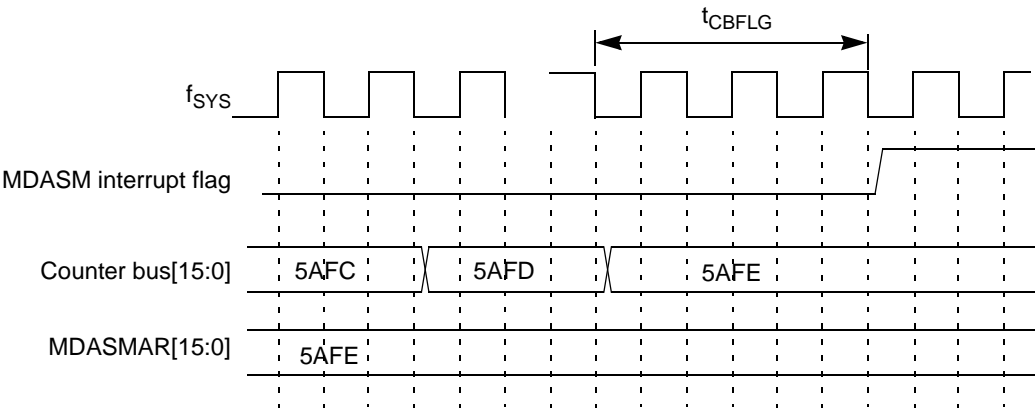 tCBFLG
fSYS
MDASM interrupt flag
Counter bus[15:0] 5AFC 5AFD 5AFE
MDASMAR[15:0] 5AFE